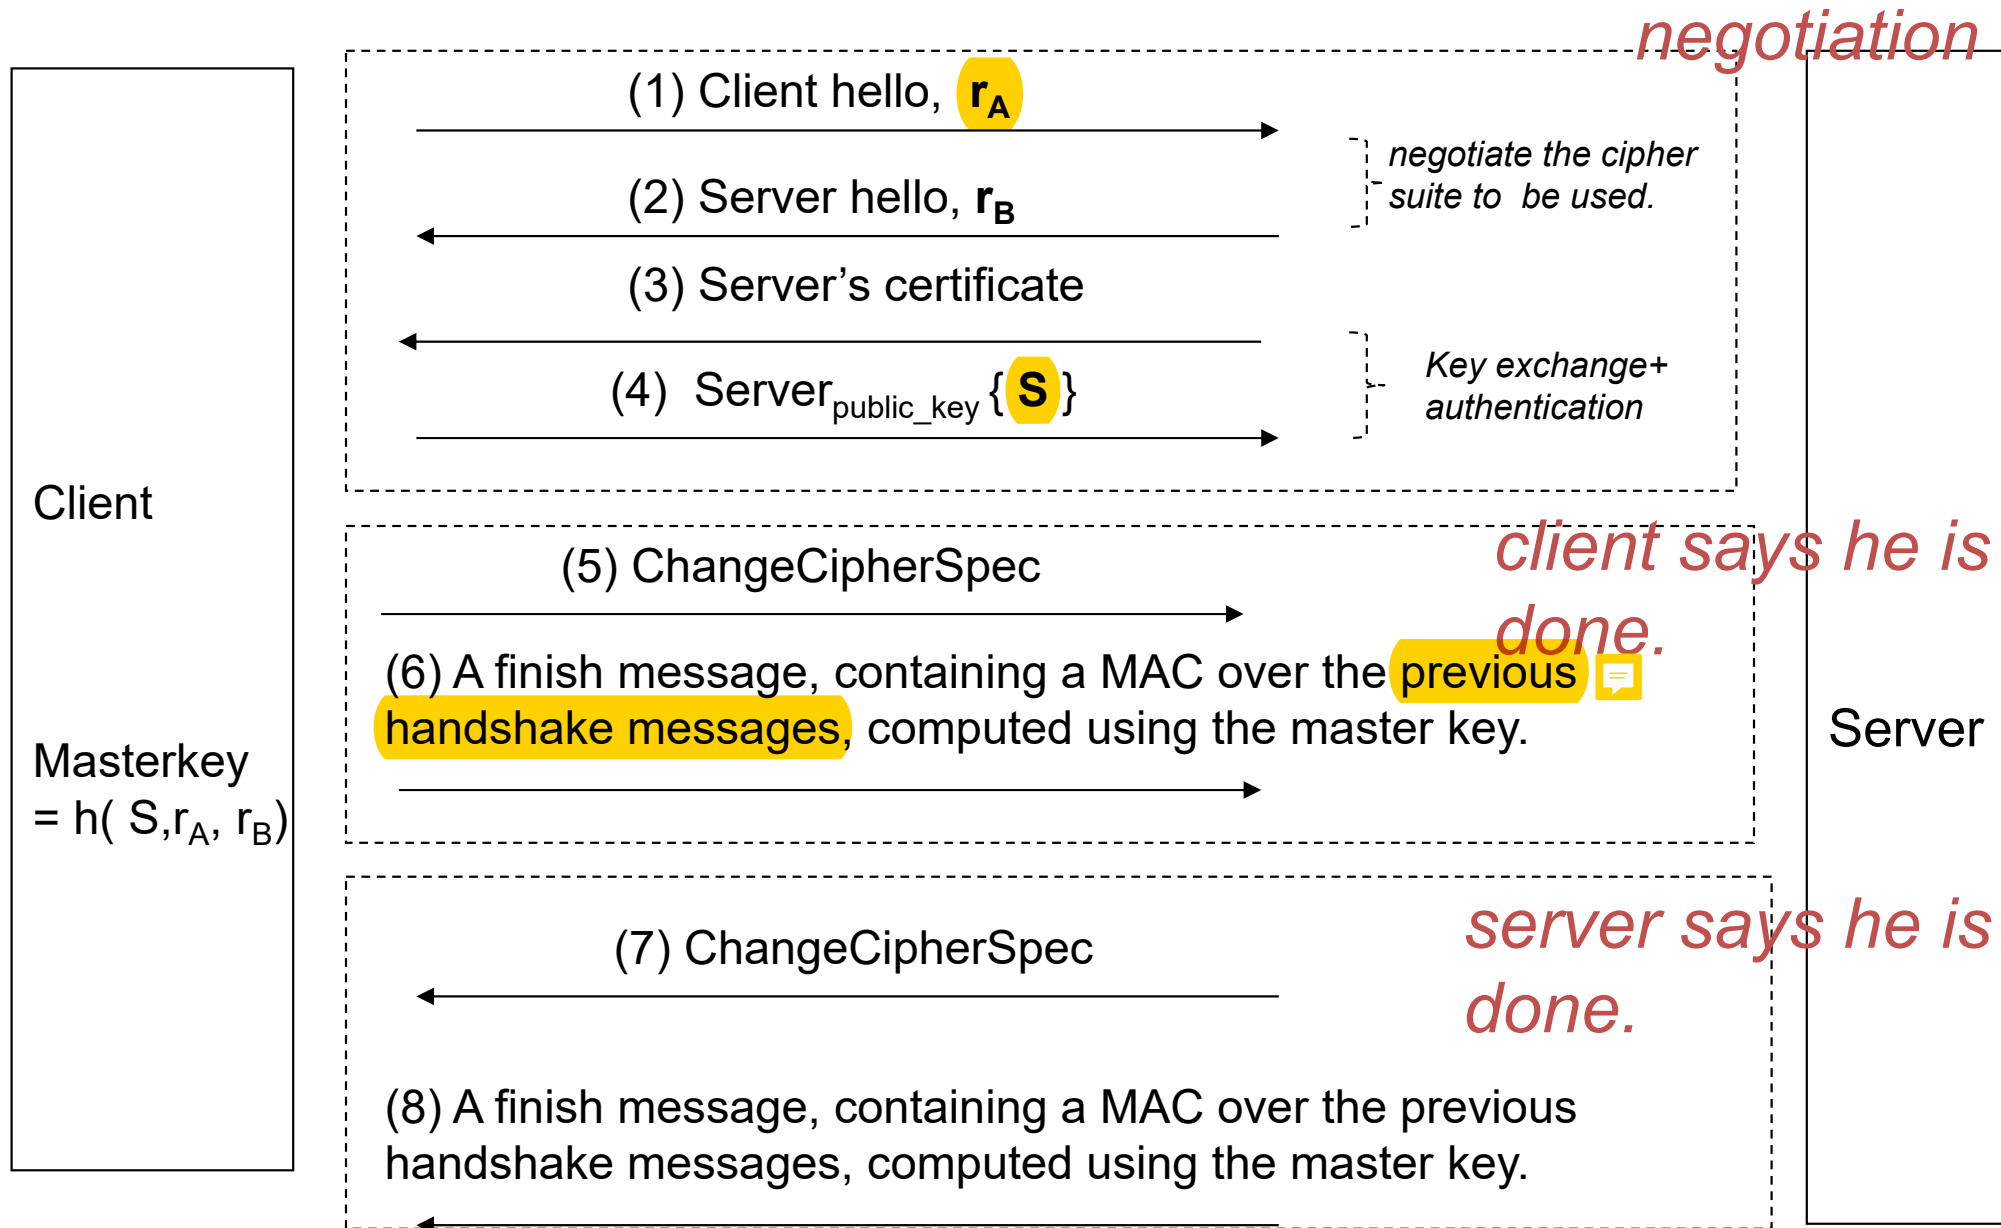 negotiation
(1) Client hello, rA
negotiate the cipher
suite to be used.
(2) Server hello, rB
(3) Server’s certificate
(4) Serverpublic_key {S}
Key exchange+
authentication
Client
Masterkey
= h( S,rA, rB)
(5) ChangeCipherSpec
client says he is
done.
(6) A finish message, containing a MAC over the previous
handshake messages, computed using the master key.
Server
(7) ChangeCipherSpec
server says he is
done.
(8) A finish message, containing a MAC over the previous
handshake messages, computed using the master key.